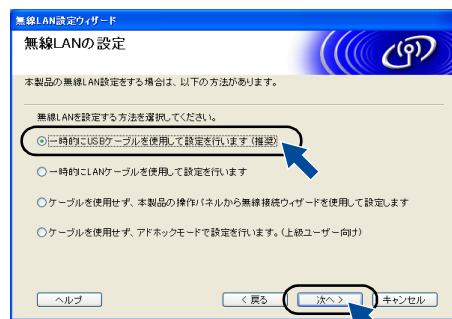 無線LAN設定ウィザード
無線LANの設定
本製品の無線LAN設定をする場合は、以下の方法があります。
無線LANを設定する方法を選択してください。
一時的にUSBケーブルを使用して設定を行います(推奨)
一時的にLANケーブルを使用して設定を行います
ケーブルを使用せず、本製品の操作パネルから無線接続ウィザードを使用して設定します
ケーブルを使用せず、アドホックモードで設定を行います。(上級ユーザー向け)
ヘルプ
< 戻る
次へ >
キャンセル